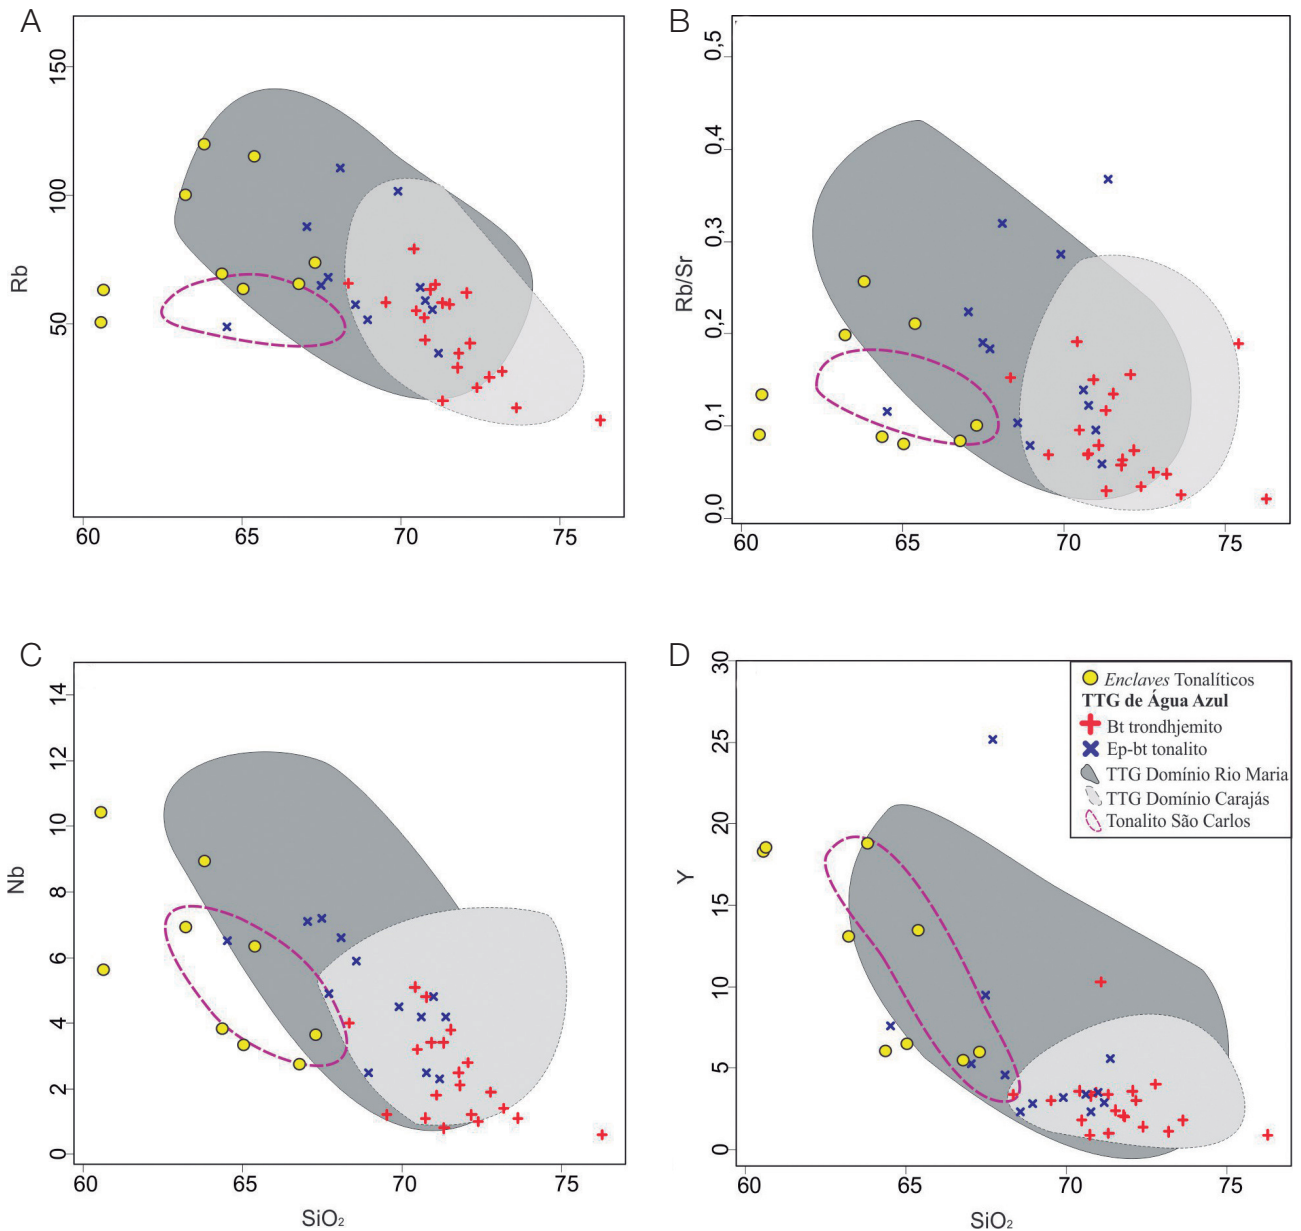 A
Rb
150
100
50
60 65 70 75
B
Rb/Sr
0,5
0,4
0,3
0,2
0,1
0,0
60 65 70 75
C
Nb
14
12
10
8
6
4
2
0
60 65 70 75
SiO₂
D
Y
30
25
20
15
10
5
0
60 65 70 75
SiO₂
Enclaves Tonalíticos
TTG de Água Azul
Bt trondhjemito
Ep-bt tonalito
TTG Domínio Rio Maria
TTG Domínio Carajás
Tonalito São Carlos